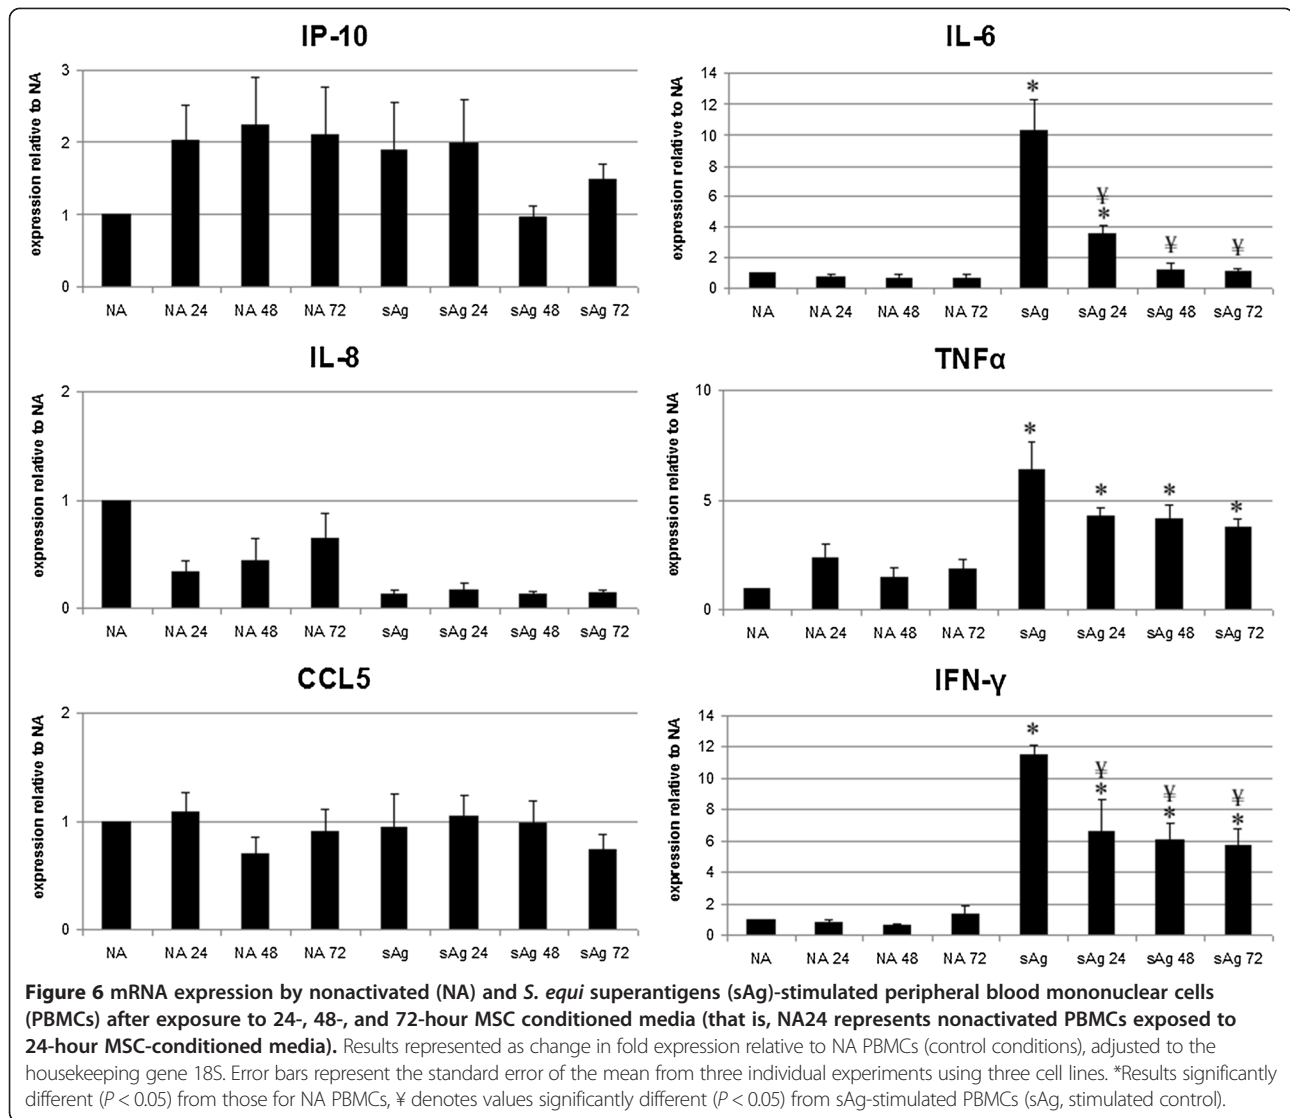 IP-10
expression relative to NA
3
2
1
0
NA NA 24 NA 48 NA 72 sAg sAg 24 sAg 48 sAg 72
IL-6
expression relative to NA
14
12
10
8
6
4
2
0
*
¥
*
¥
¥
NA NA 24 NA 48 NA 72 sAg sAg 24 sAg 48 sAg 72
IL-8
expression relative to NA
2
1
0
NA NA 24 NA 48 NA 72 sAg sAg 24 sAg 48 sAg 72
TNFα
expression relative to NA
10
5
0
*
*
*
*
NA NA 24 NA 48 NA 72 sAg sAg 24 sAg 48 sAg 72
CCL5
expression relative to NA
2
1
0
NA NA 24 NA 48 NA 72 sAg sAg 24 sAg 48 sAg 72
IFN-γ
expression relative to NA
14
12
10
8
6
4
2
0
*
¥
*
¥
*
¥
*
NA NA 24 NA 48 NA 72 sAg sAg 24 sAg 48 sAg 72
Figure 6 mRNA expression by nonactivated (NA) and S. equi superantigens (sAg)-stimulated peripheral blood mononuclear cells
(PBMCs) after exposure to 24-, 48-, and 72-hour MSC conditioned media (that is, NA24 represents nonactivated PBMCs exposed to
24-hour MSC-conditioned media). Results represented as change in fold expression relative to NA PBMCs (control conditions), adjusted to the
housekeeping gene 18S. Error bars represent the standard error of the mean from three individual experiments using three cell lines. *Results significantly
different (P < 0.05) from those for NA PBMCs, ¥ denotes values significantly different (P < 0.05) from sAg-stimulated PBMCs (sAg, stimulated control).